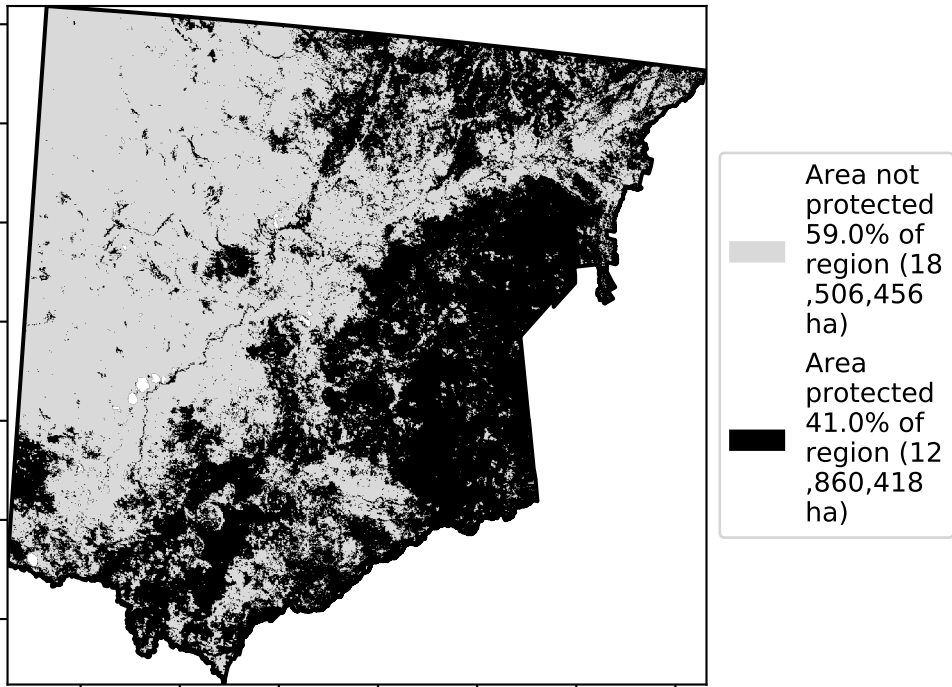 Area not
protected
59.0% of
region (18
,506,456
ha)
Area
protected
41.0% of
region (12
,860,418
ha)